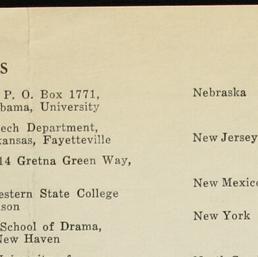 S
P. O. Box 1771,
bama, University
ech Department,
kansas, Fayetteville
14 Gretna Green Way,
estern State College
son
School of Drama,
New Haven
Nebraska
New Jersey
New Mexico
New York